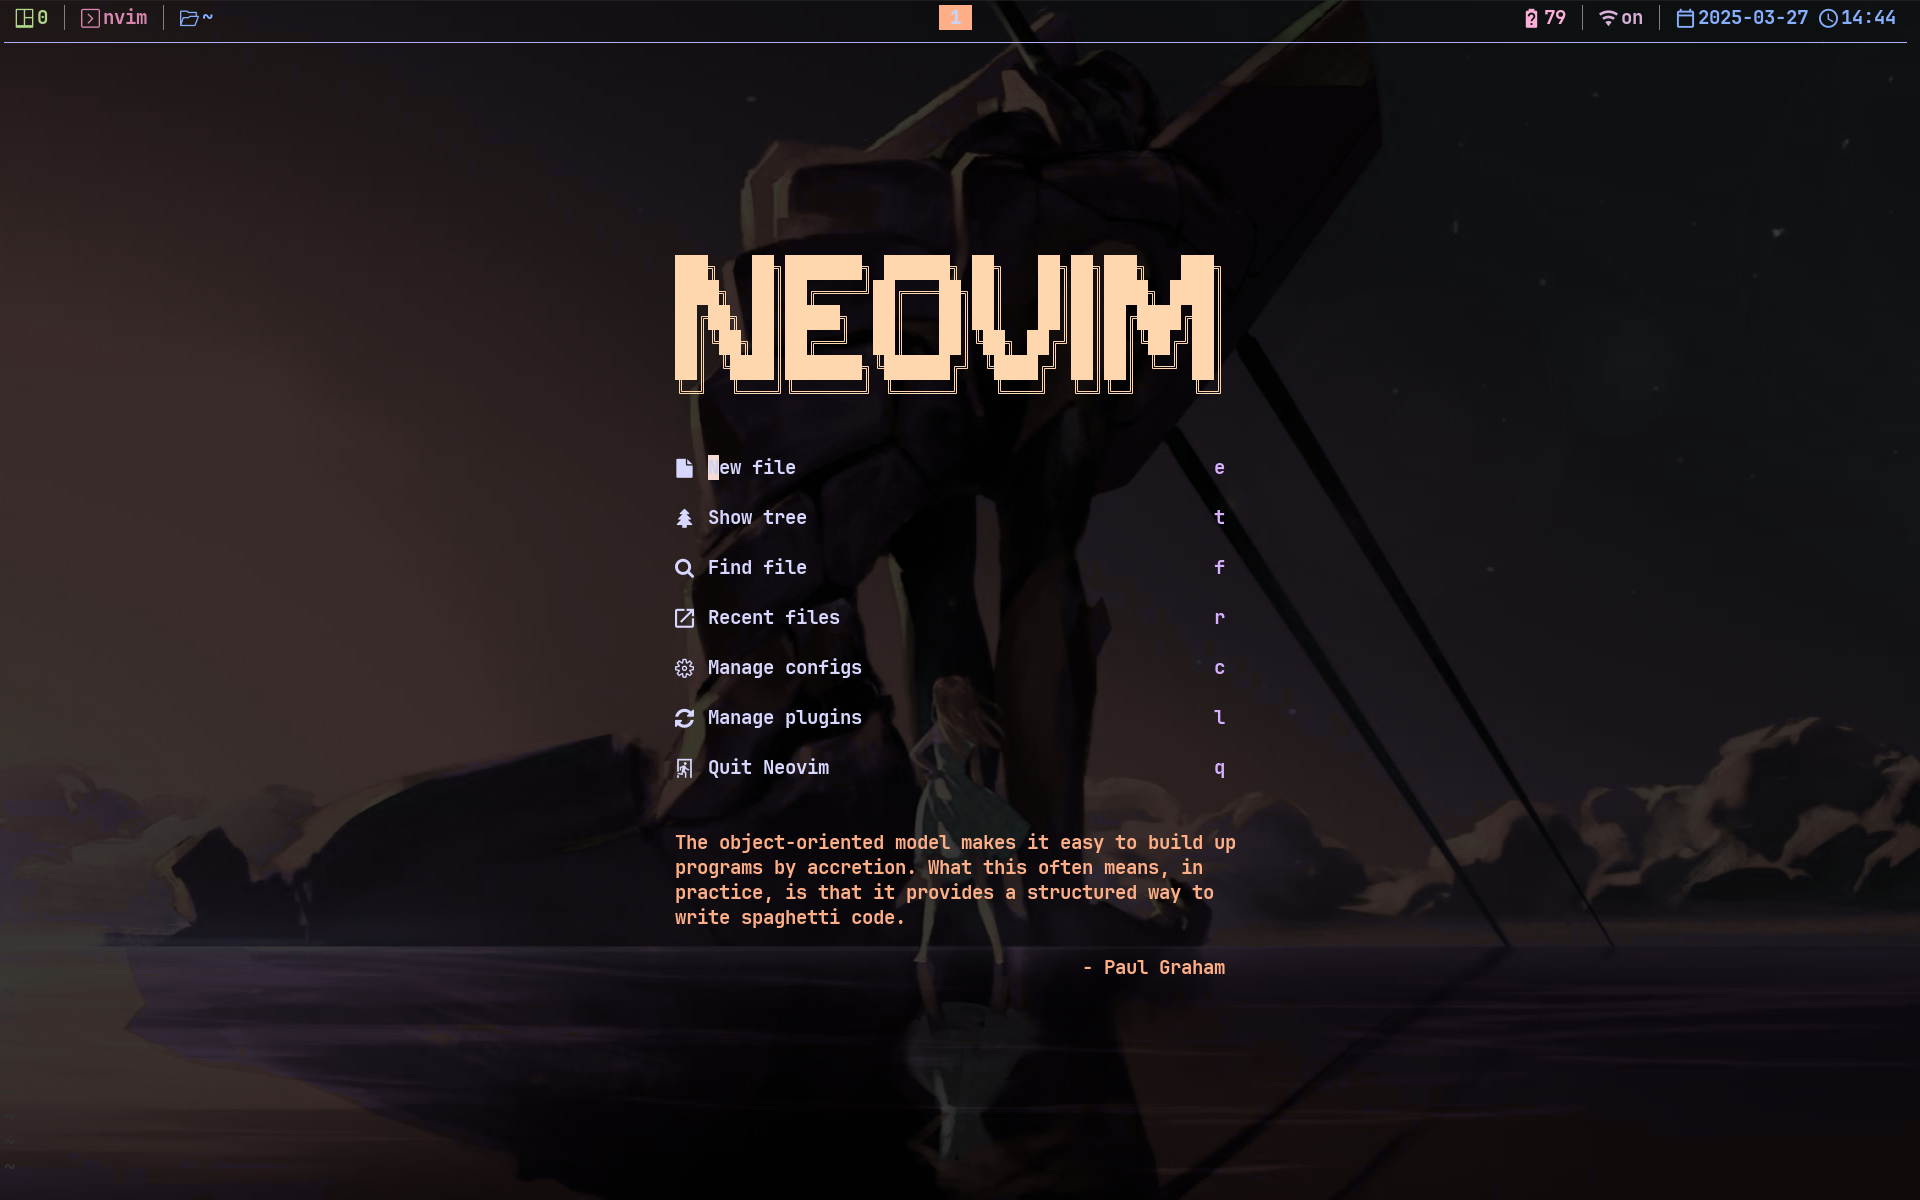 0 nvim ~ 1 79 on 2025-03-27 14:44
NEOVIM
New file e
Show tree t
Find file f
Recent files r
Manage configs c
Manage plugins l
Quit Neovim q
The object-oriented model makes it easy to build up
programs by accretion. What this often means, in
practice, is that it provides a structured way to
write spaghetti code.
- Paul Graham
~
~